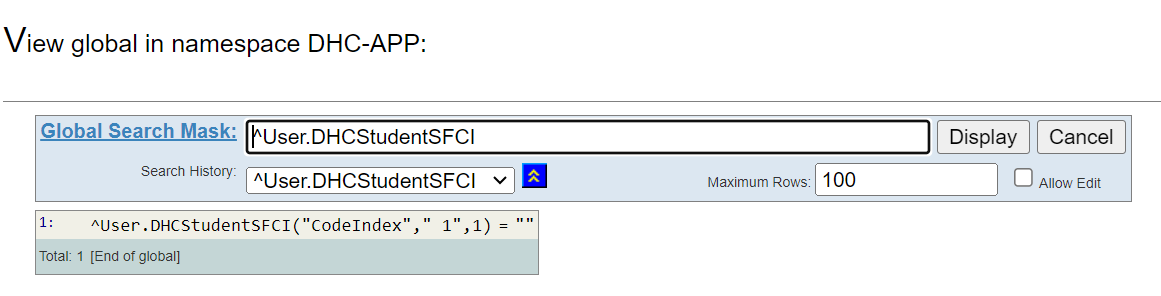 View global in namespace DHC-APP:
Global Search Mask: ^User.DHCStudentSFCI Display Cancel
Search History: ^User.DHCStudentSFCI Maximum Rows: 100 Allow Edit
1: ^User.DHCStudentSFCI("CodeIndex"," 1",1) = ""
Total: 1 [End of global]